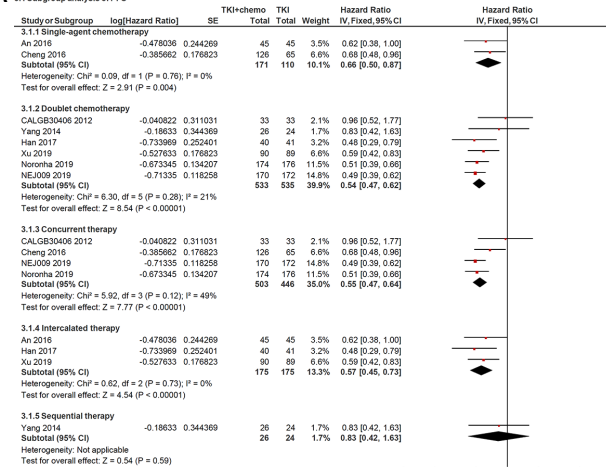 TKI+chemo TKI Hazard Ratio Hazard Ratio
Study or Subgroup log[Hazard Ratio] SE Total Total Weight IV, Fixed, 95% CI IV, Fixed, 95% CI
3.1.1 Single-agent chemotherapy
An 2016 -0.478036 0.244269 45 45 3.5% 0.62 [0.38, 1.00]
Cheng 2016 -0.385662 0.176823 126 65 6.6% 0.68 [0.48, 0.96]
Subtotal (95% CI) 171 110 10.1% 0.66 [0.50, 0.87]
Heterogeneity: Chi² = 0.09, df = 1 (P = 0.76); I² = 0%
Test for overall effect: Z = 2.91 (P = 0.004)
3.1.2 Doublet chemotherapy
CALGB30406 2012 -0.040822 0.311031 33 33 2.1% 0.96 [0.52, 1.77]
Yang 2014 -0.18633 0.344369 26 24 1.7% 0.83 [0.42, 1.63]
Han 2017 -0.733969 0.252401 40 41 3.2% 0.48 [0.29, 0.79]
Xu 2019 -0.527633 0.176823 90 89 6.6% 0.59 [0.42, 0.83]
Noronha 2019 -0.673345 0.134207 174 176 11.5% 0.51 [0.39, 0.66]
NEJ009 2019 -0.71335 0.118258 170 172 14.8% 0.49 [0.39, 0.62]
Subtotal (95% CI) 533 535 39.9% 0.54 [0.47, 0.62]
Heterogeneity: Chi² = 6.30, df = 5 (P = 0.28); I² = 21%
Test for overall effect: Z = 8.54 (P < 0.00001)
3.1.3 Concurrent therapy
CALGB30406 2012 -0.040822 0.311031 33 33 2.1% 0.96 [0.52, 1.77]
Cheng 2016 -0.385662 0.176823 126 65 6.6% 0.68 [0.48, 0.96]
NEJ009 2019 -0.71335 0.118258 170 172 14.8% 0.49 [0.39, 0.62]
Noronha 2019 -0.673345 0.134207 174 176 11.5% 0.51 [0.39, 0.66]
Subtotal (95% CI) 503 446 35.0% 0.55 [0.47, 0.64]
Heterogeneity: Chi² = 5.92, df = 3 (P = 0.12); I² = 49%
Test for overall effect: Z = 7.77 (P < 0.00001)
3.1.4 Intercalated therapy
An 2016 -0.478036 0.244269 45 45 3.5% 0.62 [0.38, 1.00]
Han 2017 -0.733969 0.252401 40 41 3.2% 0.48 [0.29, 0.79]
Xu 2019 -0.527633 0.176823 90 89 6.6% 0.59 [0.42, 0.83]
Subtotal (95% CI) 175 175 13.3% 0.57 [0.45, 0.73]
Heterogeneity: Chi² = 0.62, df = 2 (P = 0.73); I² = 0%
Test for overall effect: Z = 4.54 (P < 0.00001)
3.1.5 Sequential therapy
Yang 2014 -0.18633 0.344369 26 24 1.7% 0.83 [0.42, 1.63]
Subtotal (95% CI) 26 24 1.7% 0.83 [0.42, 1.63]
Heterogeneity: Not applicable
Test for overall effect: Z = 0.54 (P = 0.59)